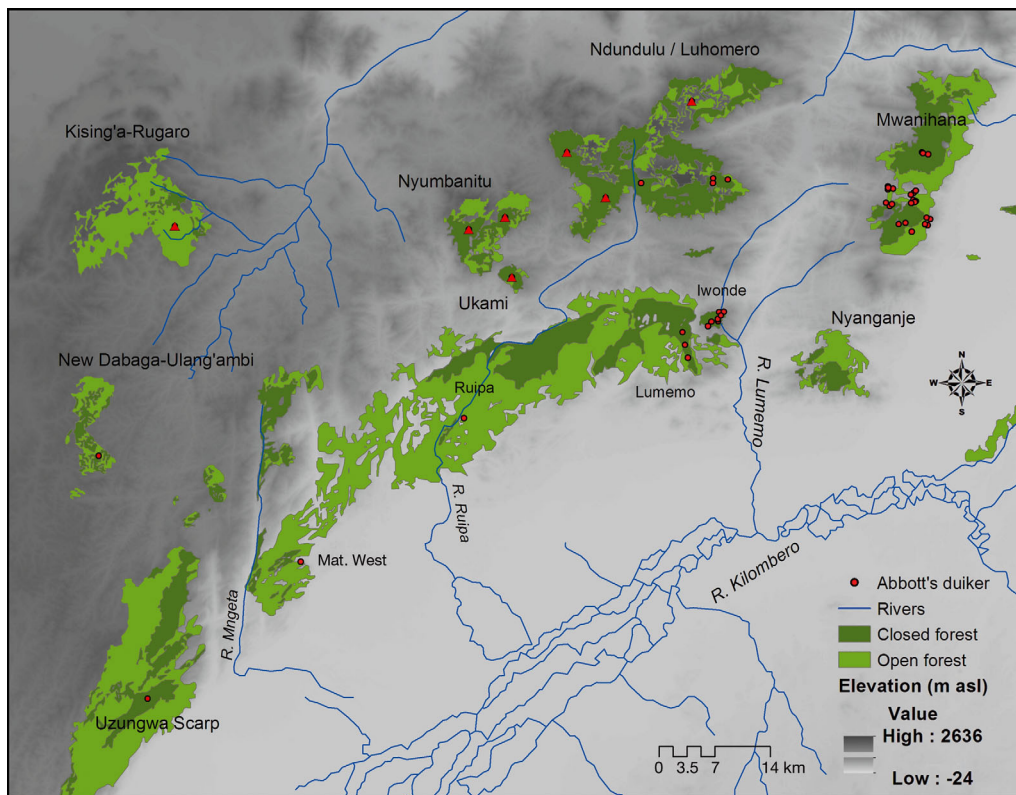 Ndundulu / Luhomero
Kising'a-Rugaro
Mwanihana
Nyumbanitu
Ukami
Iwonde
Nyanganje
New Dabaga-Ulang'ambi
N
W
E
S
Ruipa
Lumemo
R. Lumemo
R. Ruipa
Mat. West
R. Kilombero
R. Mngeta
Uzungwa Scarp
Abbott's duiker
Rivers
Closed forest
Open forest
Elevation (m asl)
Value
High : 2636
Low : -24
0 3.5 7 14 km